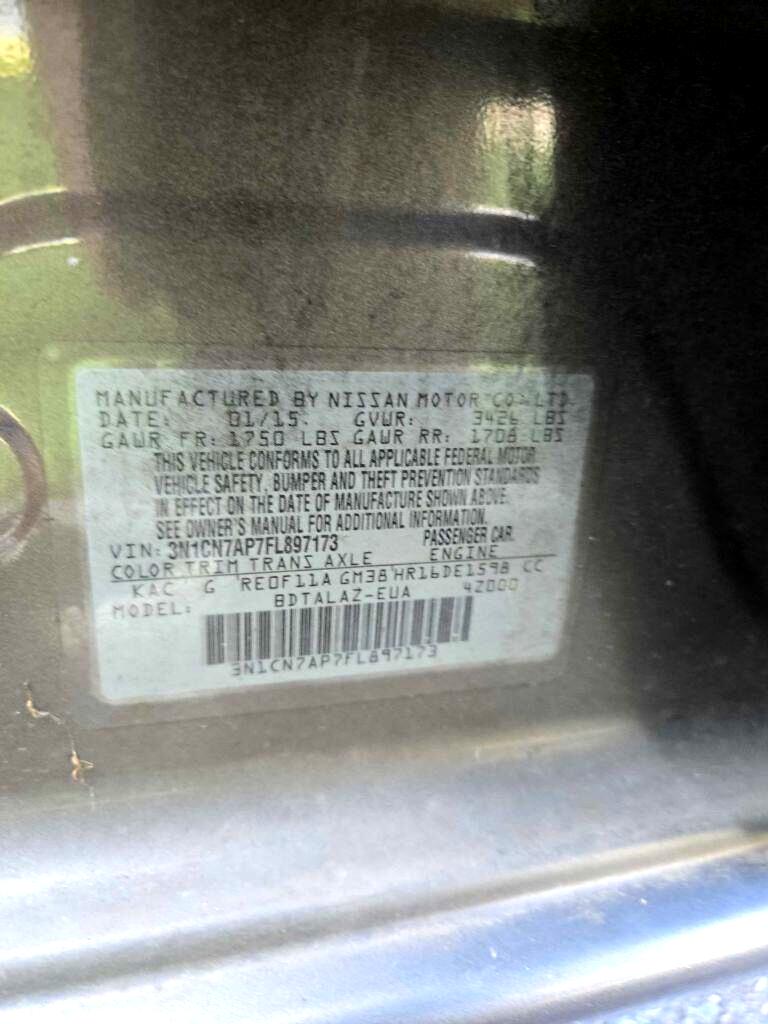 MANUFACTURED BY NISSAN MOTOR CO. LTD.
DATE: 01/15. GVWR: 3426 LBS
GAWR FR: 1750 LBS GAWR RR: 1708 LBS
THIS VEHICLE CONFORMS TO ALL APPLICABLE FEDERAL MOTOR
VEHICLE SAFETY, BUMPER AND THEFT PREVENTION STANDARDS
IN EFFECT ON THE DATE OF MANUFACTURE SHOWN ABOVE.
SEE OWNER'S MANUAL FOR ADDITIONAL INFORMATION.
VIN: 3N1CN7AP7FL897173 PASSENGER CAR.
COLOR TRIM TRANS AXLE ENGINE
KAC G RE0F11A GM38 HR16DE1598 CC
MODEL: BDTALAZ-EUA 4Z000
3N1CN7AP7FL897173